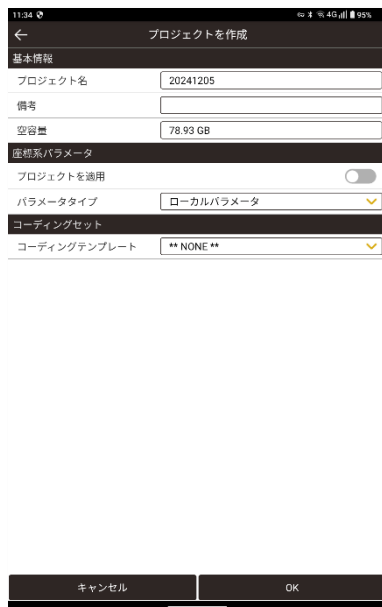 11:34 4G 95%
プロジェクトを作成
基本情報
プロジェクト名 20241205
備考
空容量 78.93 GB
座標系パラメータ
プロジェクトを適用
パラメータタイプ ローカルパラメータ
コーディングセット
コーディングテンプレート ** NONE **
キャンセル OK